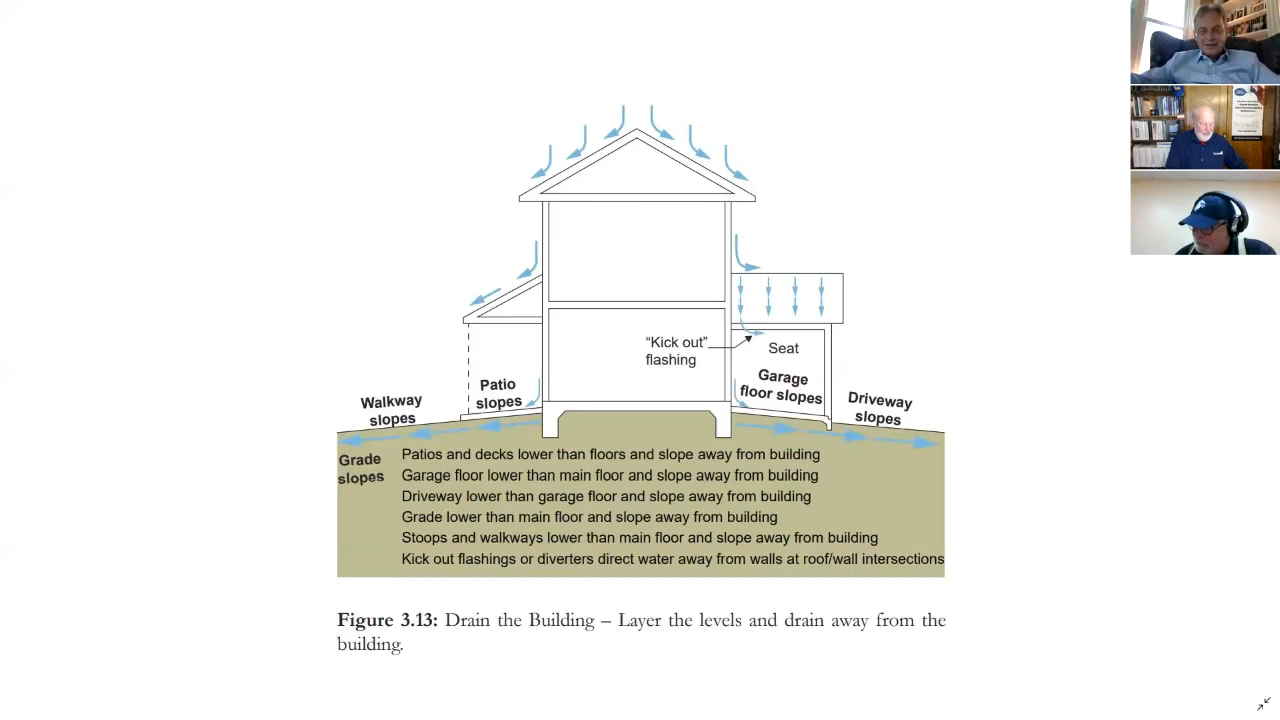 "Kick out"
flashing
Seat
Garage
floor slopes
Patio
slopes
Walkway
slopes
Driveway
slopes
Grade
slopes
Patios and decks lower than floors and slope away from building
Garage floor lower than main floor and slope away from building
Driveway lower than garage floor and slope away from building
Grade lower than main floor and slope away from building
Stoops and walkways lower than main floor and slope away from building
Kick out flashings or diverters direct water away from walls at roof/wall intersections
Figure 3.13: Drain the Building – Layer the levels and drain away from the
building.